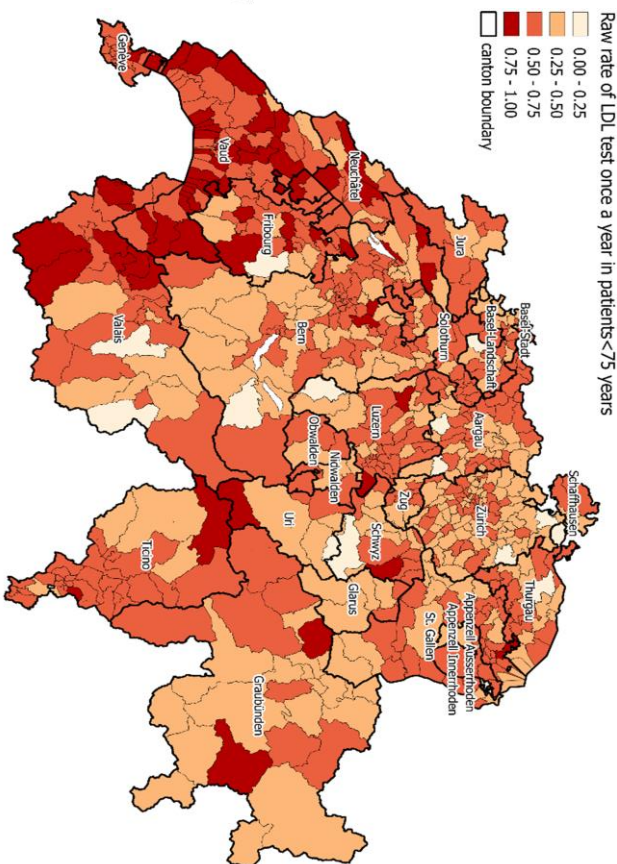 Raw rate of LDL test once a year in patients<75 years
0.00 - 0.25
0.25 - 0.50
0.50 - 0.75
0.75 - 1.00
canton boundary
Schaffhausen
Basel-Stadt
Basel-Landschaft
Thurgau
Aargau
Zürich
Jura
Solothurn
Appenzell Ausserrhoden
Appenzell Innerrhoden
St. Gallen
Zug
Luzern
Neuchâtel
Schwyz
Nidwalden
Glarus
Obwalden
Bern
Uri
Fribourg
Graubünden
Vaud
Ticino
Valais
Genève